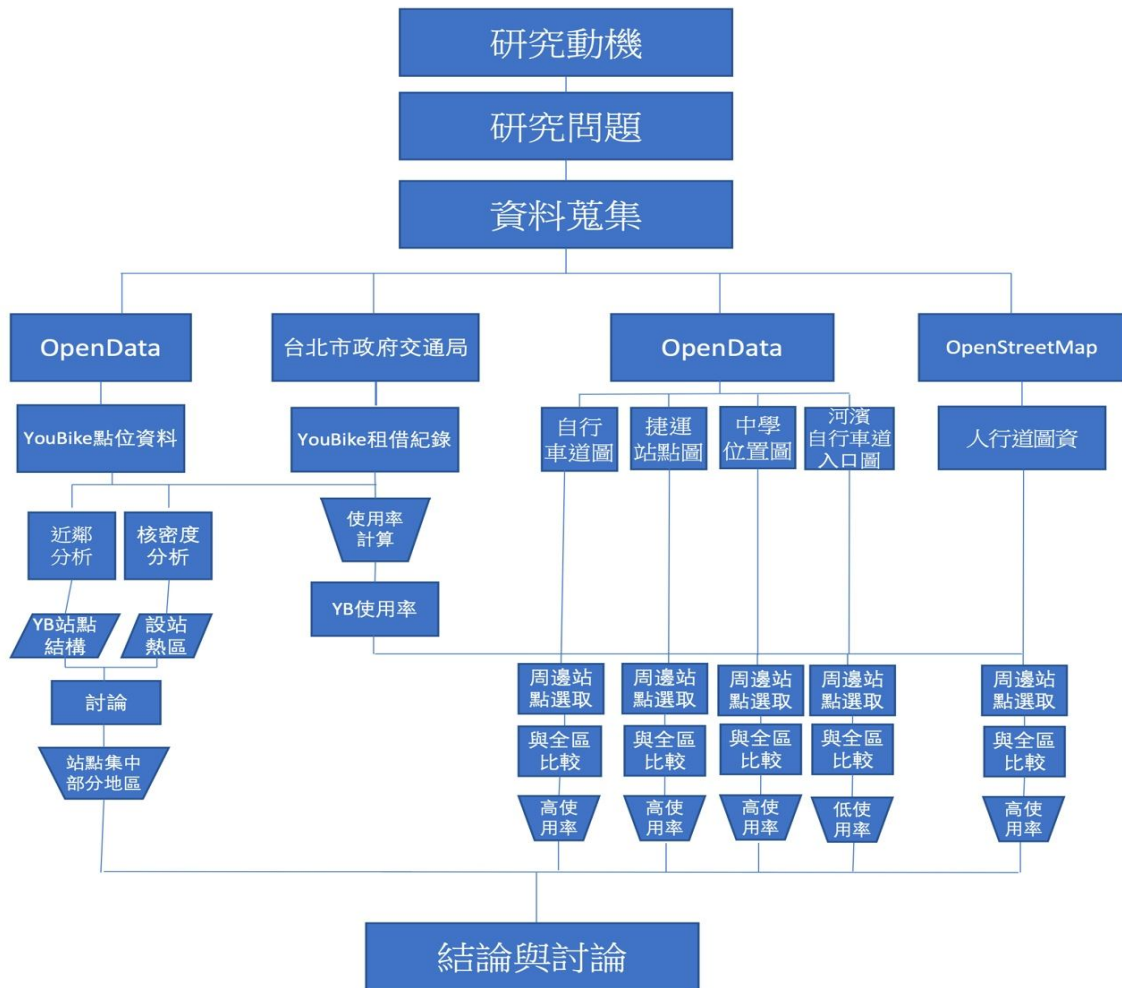 研究動機
研究問題
資料蒐集
OpenData
台北市政府交通局
OpenData
OpenStreetMap
YouBike點位資料
YouBike租借紀錄
自行
車道圖
捷運
站點圖
中學
位置圖
河濱
自行車道
入口圖
人行道圖資
近鄰
分析
核密度
分析
使用率
計算
YB站點
結構
設站
熱區
YB使用率
討論
站點集中
部分地區
周邊站
點選取
周邊站
點選取
周邊站
點選取
周邊站
點選取
周邊站
點選取
與全區
比較
與全區
比較
與全區
比較
與全區
比較
與全區
比較
高使
用率
高使
用率
高使
用率
低使
用率
高使
用率
結論與討論